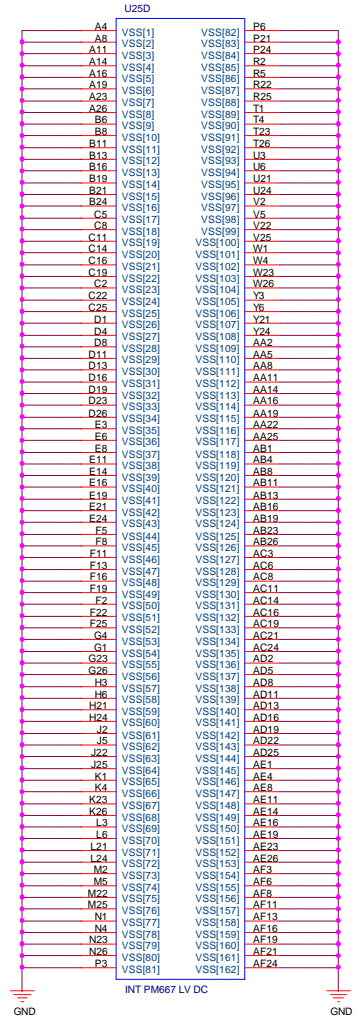 U25D
A4 VSS[1] VSS[82] P6
A8 VSS[2] VSS[83] P21
A11 VSS[3] VSS[84] P24
A14 VSS[4] VSS[85] R2
A16 VSS[5] VSS[86] R5
A19 VSS[6] VSS[87] R22
A23 VSS[7] VSS[88] R25
A26 VSS[8] VSS[89] T1
B6 VSS[9] VSS[90] T4
B8 VSS[10] VSS[91] T23
B11 VSS[11] VSS[92] T26
B13 VSS[12] VSS[93] U3
B16 VSS[13] VSS[94] U6
B19 VSS[14] VSS[95] U21
B21 VSS[15] VSS[96] U24
B24 VSS[16] VSS[97] V2
C5 VSS[17] VSS[98] V5
C8 VSS[18] VSS[99] V22
C11 VSS[19] VSS[100] V25
C14 VSS[20] VSS[101] W1
C16 VSS[21] VSS[102] W4
C19 VSS[22] VSS[103] W23
C2 VSS[23] VSS[104] W26
C22 VSS[24] VSS[105] Y3
C25 VSS[25] VSS[106] Y6
D1 VSS[26] VSS[107] Y21
D4 VSS[27] VSS[108] Y24
D8 VSS[28] VSS[109] AA2
D11 VSS[29] VSS[110] AA5
D13 VSS[30] VSS[111] AA8
D16 VSS[31] VSS[112] AA11
D19 VSS[32] VSS[113] AA14
D23 VSS[33] VSS[114] AA16
D26 VSS[34] VSS[115] AA19
E3 VSS[35] VSS[116] AA22
E6 VSS[36] VSS[117] AA25
E8 VSS[37] VSS[118] AB1
E11 VSS[38] VSS[119] AB4
E14 VSS[39] VSS[120] AB8
E16 VSS[40] VSS[121] AB11
E19 VSS[41] VSS[122] AB13
E21 VSS[42] VSS[123] AB16
E24 VSS[43] VSS[124] AB19
F5 VSS[44] VSS[125] AB23
F8 VSS[45] VSS[126] AB26
F11 VSS[46] VSS[127] AC3
F13 VSS[47] VSS[128] AC6
F16 VSS[48] VSS[129] AC8
F19 VSS[49] VSS[130] AC11
F2 VSS[50] VSS[131] AC14
F22 VSS[51] VSS[132] AC16
F25 VSS[52] VSS[133] AC19
G4 VSS[53] VSS[134] AC21
G1 VSS[54] VSS[135] AC24
G23 VSS[55] VSS[136] AD2
G26 VSS[56] VSS[137] AD5
H3 VSS[57] VSS[138] AD8
H6 VSS[58] VSS[139] AD11
H21 VSS[59] VSS[140] AD13
H24 VSS[60] VSS[141] AD16
J2 VSS[61] VSS[142] AD19
J5 VSS[62] VSS[143] AD22
J22 VSS[63] VSS[144] AD25
J25 VSS[64] VSS[145] AE1
K1 VSS[65] VSS[146] AE4
K4 VSS[66] VSS[147] AE8
K23 VSS[67] VSS[148] AE11
K26 VSS[68] VSS[149] AE14
L3 VSS[69] VSS[150] AE16
L6 VSS[70] VSS[151] AE19
L21 VSS[71] VSS[152] AE23
L24 VSS[72] VSS[153] AE26
M2 VSS[73] VSS[154] AF3
M5 VSS[74] VSS[155] AF6
M22 VSS[75] VSS[156] AF8
M25 VSS[76] VSS[157] AF11
N1 VSS[77] VSS[158] AF13
N4 VSS[78] VSS[159] AF16
N23 VSS[79] VSS[160] AF19
N26 VSS[80] VSS[161] AF21
P3 VSS[81] VSS[162] AF24
INT PM667 LV DC
GND GND